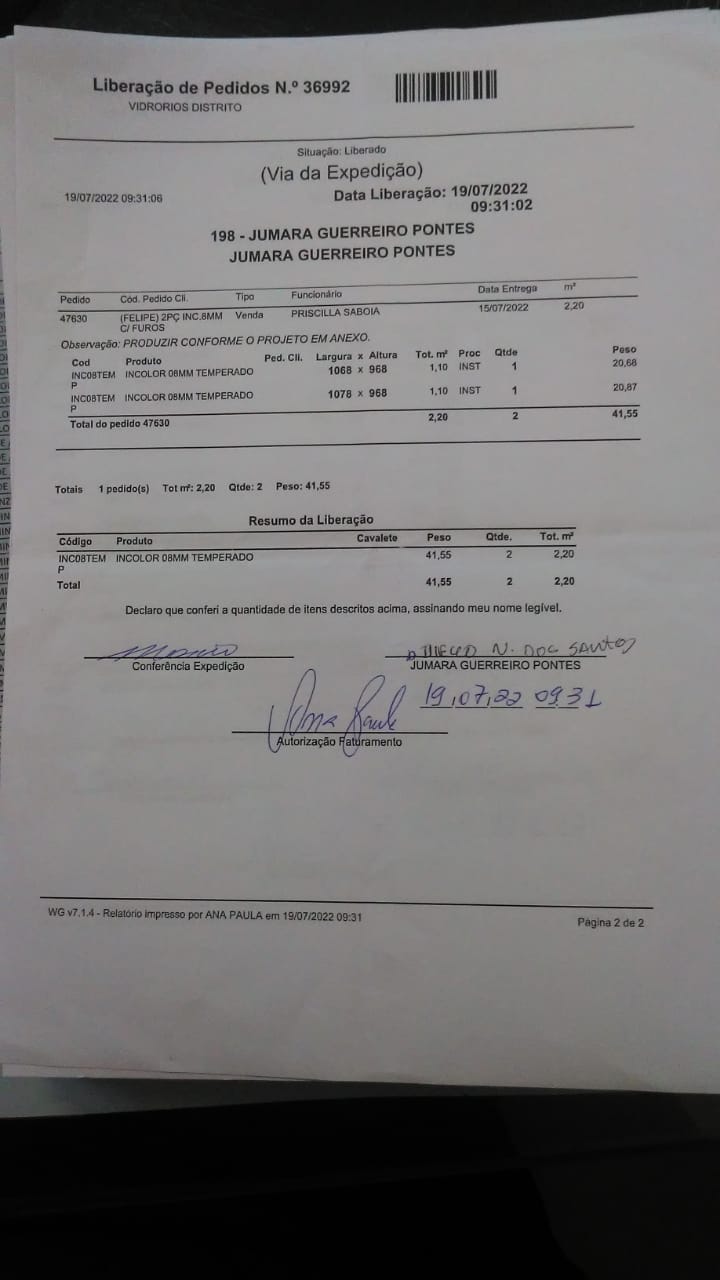 Liberação de Pedidos N.º 36992
VIDRORIOS DISTRITO
Situação: Liberado
(Via da Expedição)
19/07/2022 09:31:06
Data Liberação: 19/07/2022
09:31:02
198 - JUMARA GUERREIRO PONTES
JUMARA GUERREIRO PONTES
Pedido Cód. Pedido Cli. Tipo Funcionário Data Entrega m²
47630 (FELIPE) 2PÇ INC.8MM Venda PRISCILLA SABOIA 15/07/2022 2,20
C/ FUROS
Observação: PRODUZIR CONFORME O PROJETO EM ANEXO.
Cod Produto Ped. Cli. Largura x Altura Tot. m² Proc Qtde Peso
INC08TEM INCOLOR 08MM TEMPERADO 1068 x 968 1,10 INST 1 20,68
P
INC08TEM INCOLOR 08MM TEMPERADO 1078 x 968 1,10 INST 1 20,87
P
Total do pedido 47630 2,20 2 41,55
Totais 1 pedido(s) Tot m²: 2,20 Qtde: 2 Peso: 41,55
Resumo da Liberação
Código Produto Cavalete Peso Qtde. Tot. m²
INC08TEM INCOLOR 08MM TEMPERADO 41,55 2 2,20
P
Total 41,55 2 2,20
Declaro que conferi a quantidade de itens descritos acima, assinando meu nome legível.
N. DOS SANTOS
Conferência Expedição JUMARA GUERREIRO PONTES
19,07,22 09:31
Ana Paula
Autorização Faturamento
WG v7.1.4 - Relatório impresso por ANA PAULA em 19/07/2022 09:31
Página 2 de 2